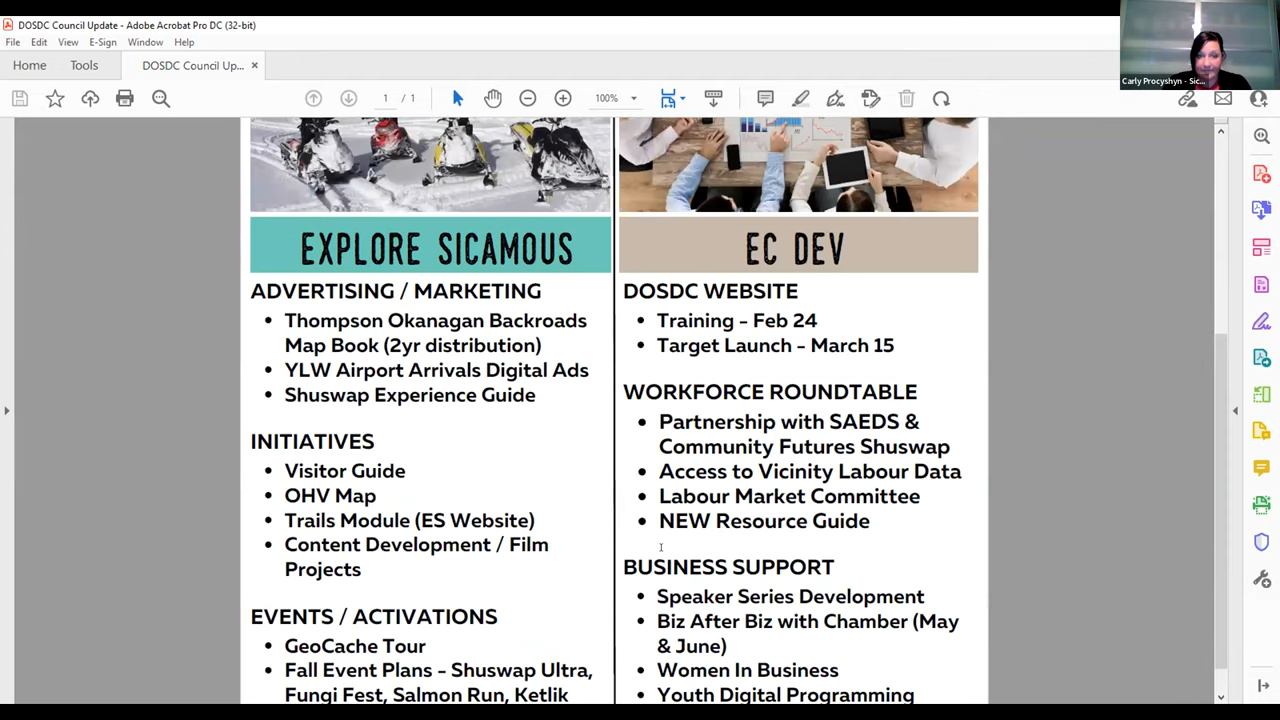 DOSDC Council Update - Adobe Acrobat Pro DC (32-bit)
File Edit View E-Sign Window Help
Home Tools DOSDC Council Up... ×
1 / 1 100%
Carly Procyshyn - Sic...
EXPLORE SICAMOUS
ADVERTISING / MARKETING
• Thompson Okanagan Backroads
Map Book (2yr distribution)
• YLW Airport Arrivals Digital Ads
• Shuswap Experience Guide
INITIATIVES
• Visitor Guide
• OHV Map
• Trails Module (ES Website)
• Content Development / Film
Projects
EVENTS / ACTIVATIONS
• GeoCache Tour
• Fall Event Plans - Shuswap Ultra,
Fungi Fest, Salmon Run, Ketlik
EC DEV
DOSDC WEBSITE
• Training - Feb 24
• Target Launch - March 15
WORKFORCE ROUNDTABLE
• Partnership with SAEDS &
Community Futures Shuswap
• Access to Vicinity Labour Data
• Labour Market Committee
• NEW Resource Guide
BUSINESS SUPPORT
• Speaker Series Development
• Biz After Biz with Chamber (May
& June)
• Women In Business
• Youth Digital Programming